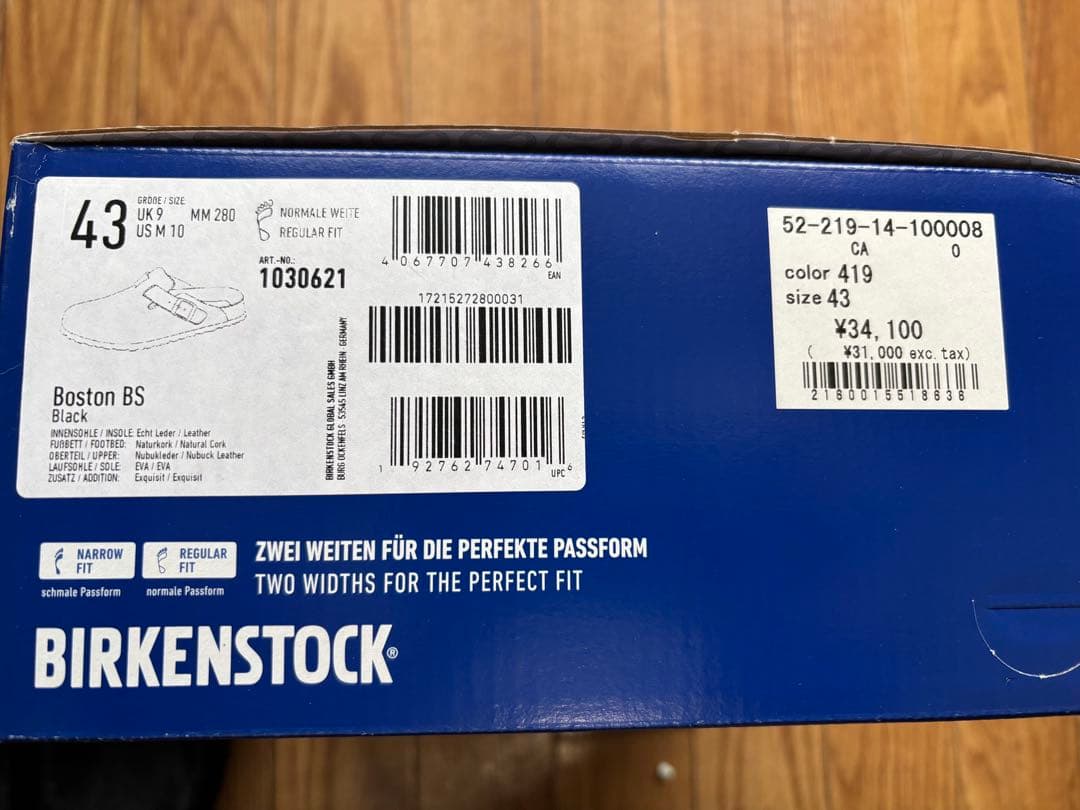 43
GRÖßE / SIZE
UK 9 MM 280
US M 10
NORMALE WEITE
REGULAR FIT
ART.-NO.:
1030621
4 067707 438266
EAN
17215272800031
Boston BS
Black
INNENSOHLE / INSOLE: Echt Leder / Leather
FUßBETT / FOOTBED: Naturkork / Natural Cork
OBERTEIL / UPPER: Nubukleder / Nubuck Leather
LAUFSOHLE / SOLE: EVA / EVA
ZUSATZ / ADDITION: Exquisit / Exquisit
BIRKENSTOCK GLOBAL SALES GMBH
BURG OCKENFELS 53545 LINZ AM RHEIN - GERMANY
1 92762 74701 6
UPC
52-219-14-100008
CA 0
color 419
size 43
¥34,100
( ¥31,000 exc. tax)
2160015518636
NARROW
FIT
schmale Passform
REGULAR
FIT
normale Passform
ZWEI WEITEN FÜR DIE PERFEKTE PASSFORM
TWO WIDTHS FOR THE PERFECT FIT
BIRKENSTOCK®